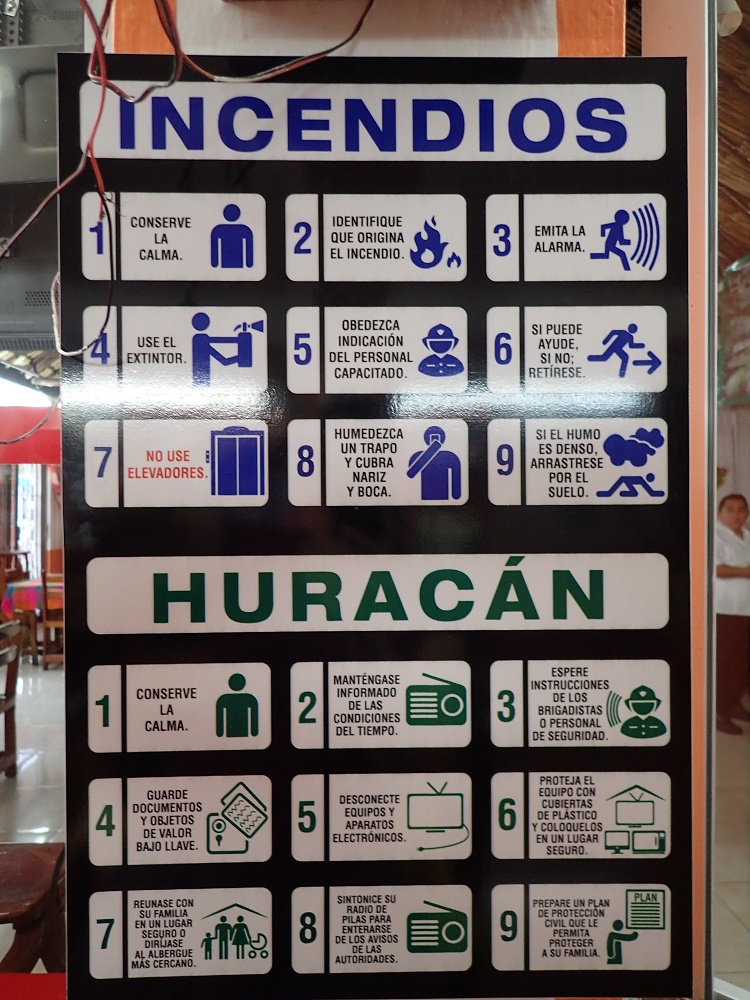 INCENDIOS
1
CONSERVE
LA
CALMA.
2
IDENTIFIQUE
QUE ORIGINA
EL INCENDIO.
3
EMITA LA
ALARMA.
4
USE EL
EXTINTOR.
5
OBEDEZCA
INDICACIÓN
DEL PERSONAL
CAPACITADO.
6
SI PUEDE
AYUDE,
SI NO;
RETÍRESE.
7
NO USE
ELEVADORES.
8
HUMEDEZCA
UN TRAPO
Y CUBRA
NARIZ
Y BOCA.
9
SI EL HUMO
ES DENSO,
ARRASTRESE
POR EL
SUELO.
HURACÁN
1
CONSERVE
LA
CALMA.
2
MANTÉNGASE
INFORMADO
DE LAS
CONDICIONES
DEL TIEMPO.
3
ESPERE
INSTRUCCIONES
DE LOS
BRIGADISTAS
O PERSONAL
DE SEGURIDAD.
4
GUARDE
DOCUMENTOS
Y OBJETOS
DE VALOR
BAJO LLAVE.
5
DESCONECTE
EQUIPOS Y
APARATOS
ELECTRÓNICOS.
6
PROTEJA EL
EQUIPO CON
CUBIERTAS
DE PLÁSTICO
Y COLOQUELOS
EN UN LUGAR
SEGURO.
7
REUNASE CON
SU FAMILIA
EN UN LUGAR
SEGURO O
DIRÍJASE
AL ALBERGUE
MÁS CERCANO.
8
SINTONICE SU
RADIO DE
PILAS PARA
ENTERARSE
DE LOS AVISOS
DE LAS
AUTORIDADES.
9
PREPARE UN PLAN
DE PROTECCIÓN
CIVIL QUE LE
PERMITA
PROTEGER
A SU FAMILIA.
PLAN